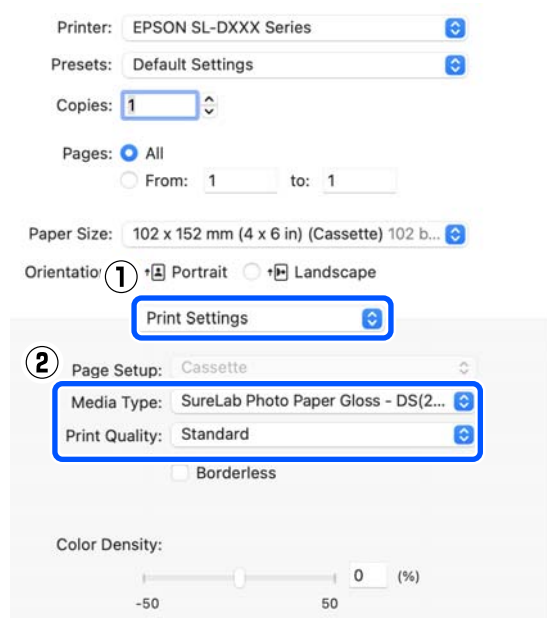 Printer: EPSON SL-DXXX Series
Presets: Default Settings
Copies: 1
Pages: All
From: 1 to: 1
Paper Size: 102 x 152 mm (4 x 6 in) (Cassette) 102 b...
Orientatio Portrait Landscape
1
Print Settings
2
Page Setup: Cassette
Media Type: SureLab Photo Paper Gloss - DS(2...
Print Quality: Standard
Borderless
Color Density:
0 (%)
-50 50